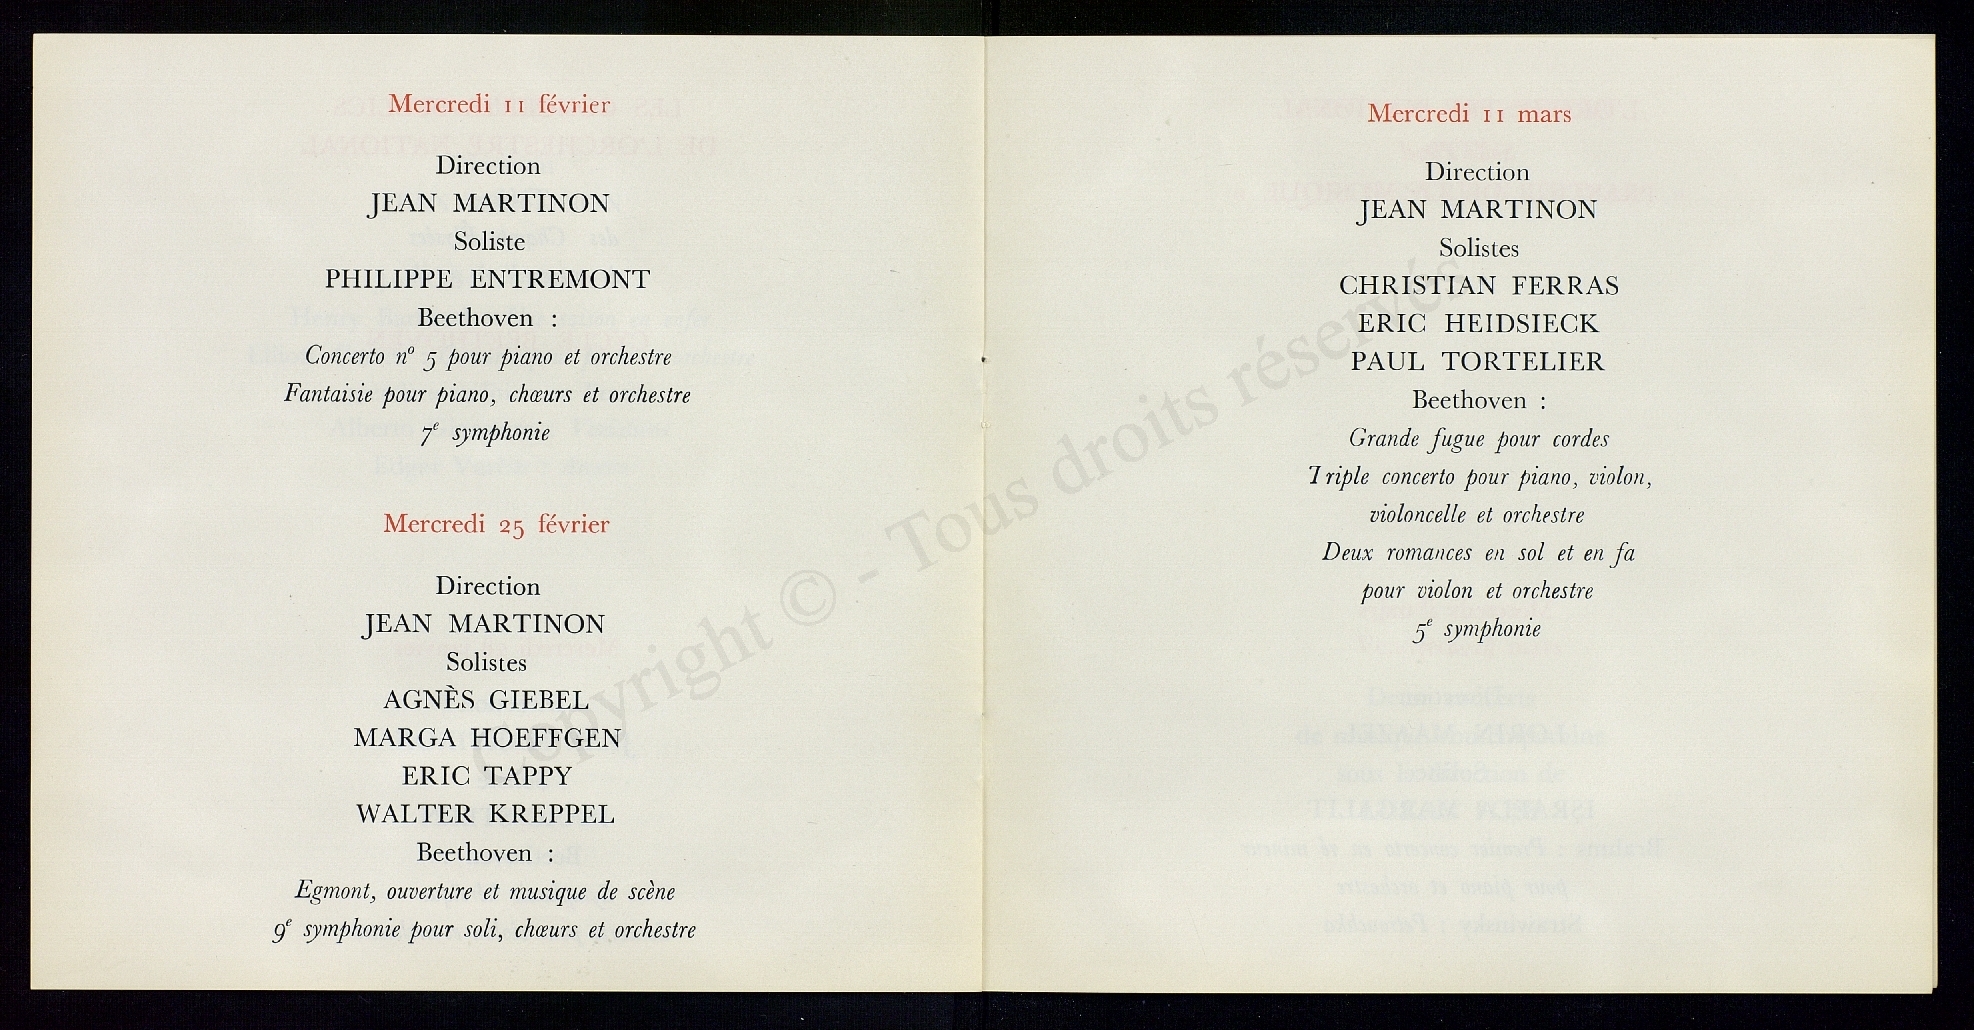 Mercredi 11 février
Direction
JEAN MARTINON
Soliste
PHILIPPE ENTREMONT
Beethoven :
Concerto nº 5 pour piano et orchestre
Fantaisie pour piano, chœurs et orchestre
7e symphonie
Mercredi 25 février
Direction
JEAN MARTINON
Solistes
AGNÈS GIEBEL
MARGA HOEFFGEN
ERIC TAPPY
WALTER KREPPEL
Beethoven :
Egmont, ouverture et musique de scène
9e symphonie pour soli, chœurs et orchestre
Mercredi 11 mars
Direction
JEAN MARTINON
Solistes
CHRISTIAN FERRAS
ERIC HEIDSIECK
PAUL TORTELIER
Beethoven :
Grande fugue pour cordes
Triple concerto pour piano, violon,
violoncelle et orchestre
Deux romances en sol et en fa
pour violon et orchestre
5e symphonie
Copyright © - Tous droits réservés